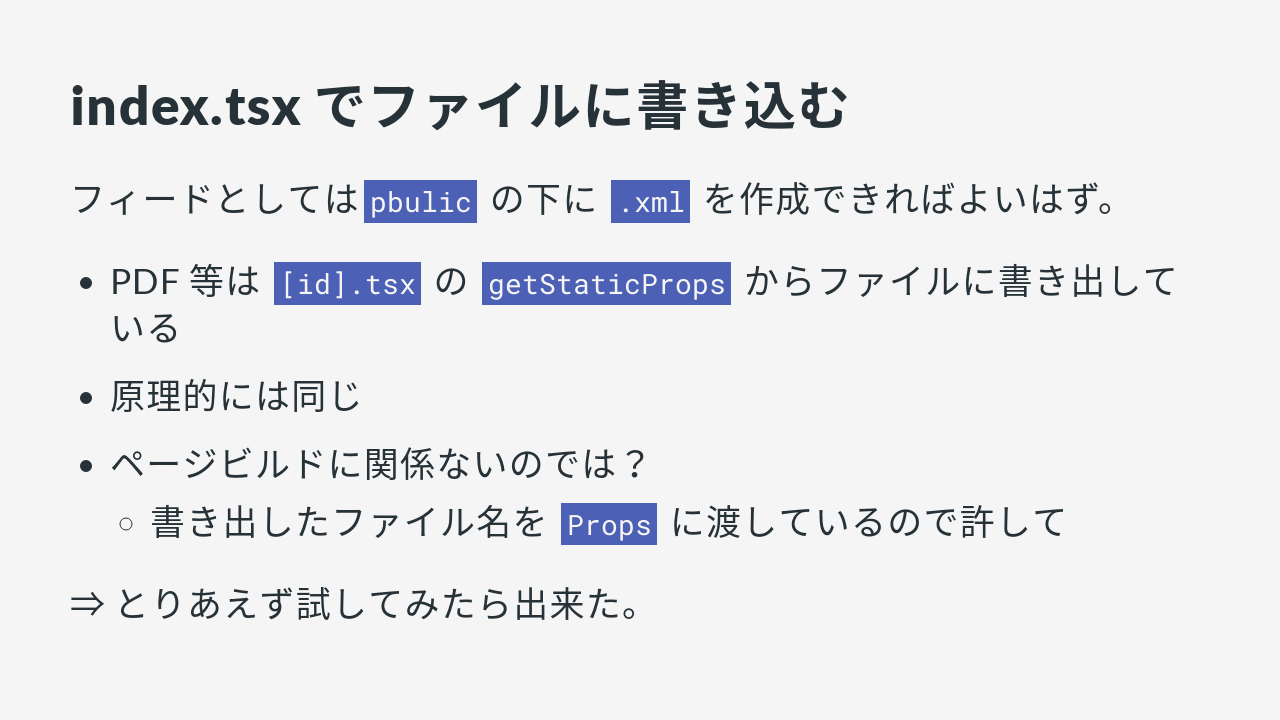 index.tsx でファイルに書き込む
フィードとしては pbulic の下に .xml を作成できればよいはず。
• PDF 等は [id].tsx の getStaticProps からファイルに書き出して
いる
• 原理的には同じ
• ページビルドに関係ないのでは？
○ 書き出したファイル名を Props に渡しているので許して
⇒ とりあえず試してみたら出来た。